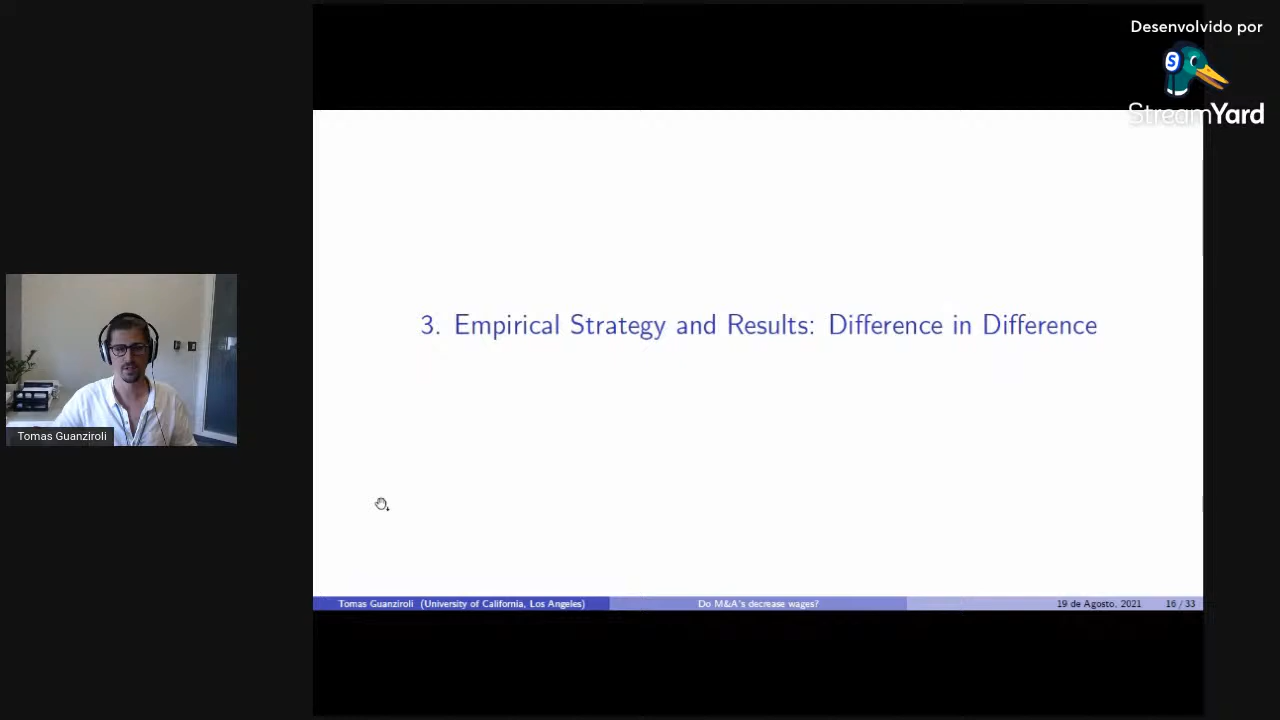 Desenvolvido por
StreamYard
3. Empirical Strategy and Results: Difference in Difference
Tomas Guanziroli
Tomas Guanziroli (University of California, Los Angeles)
Do M&A's decrease wages?
19 de Agosto, 2021
16 / 33